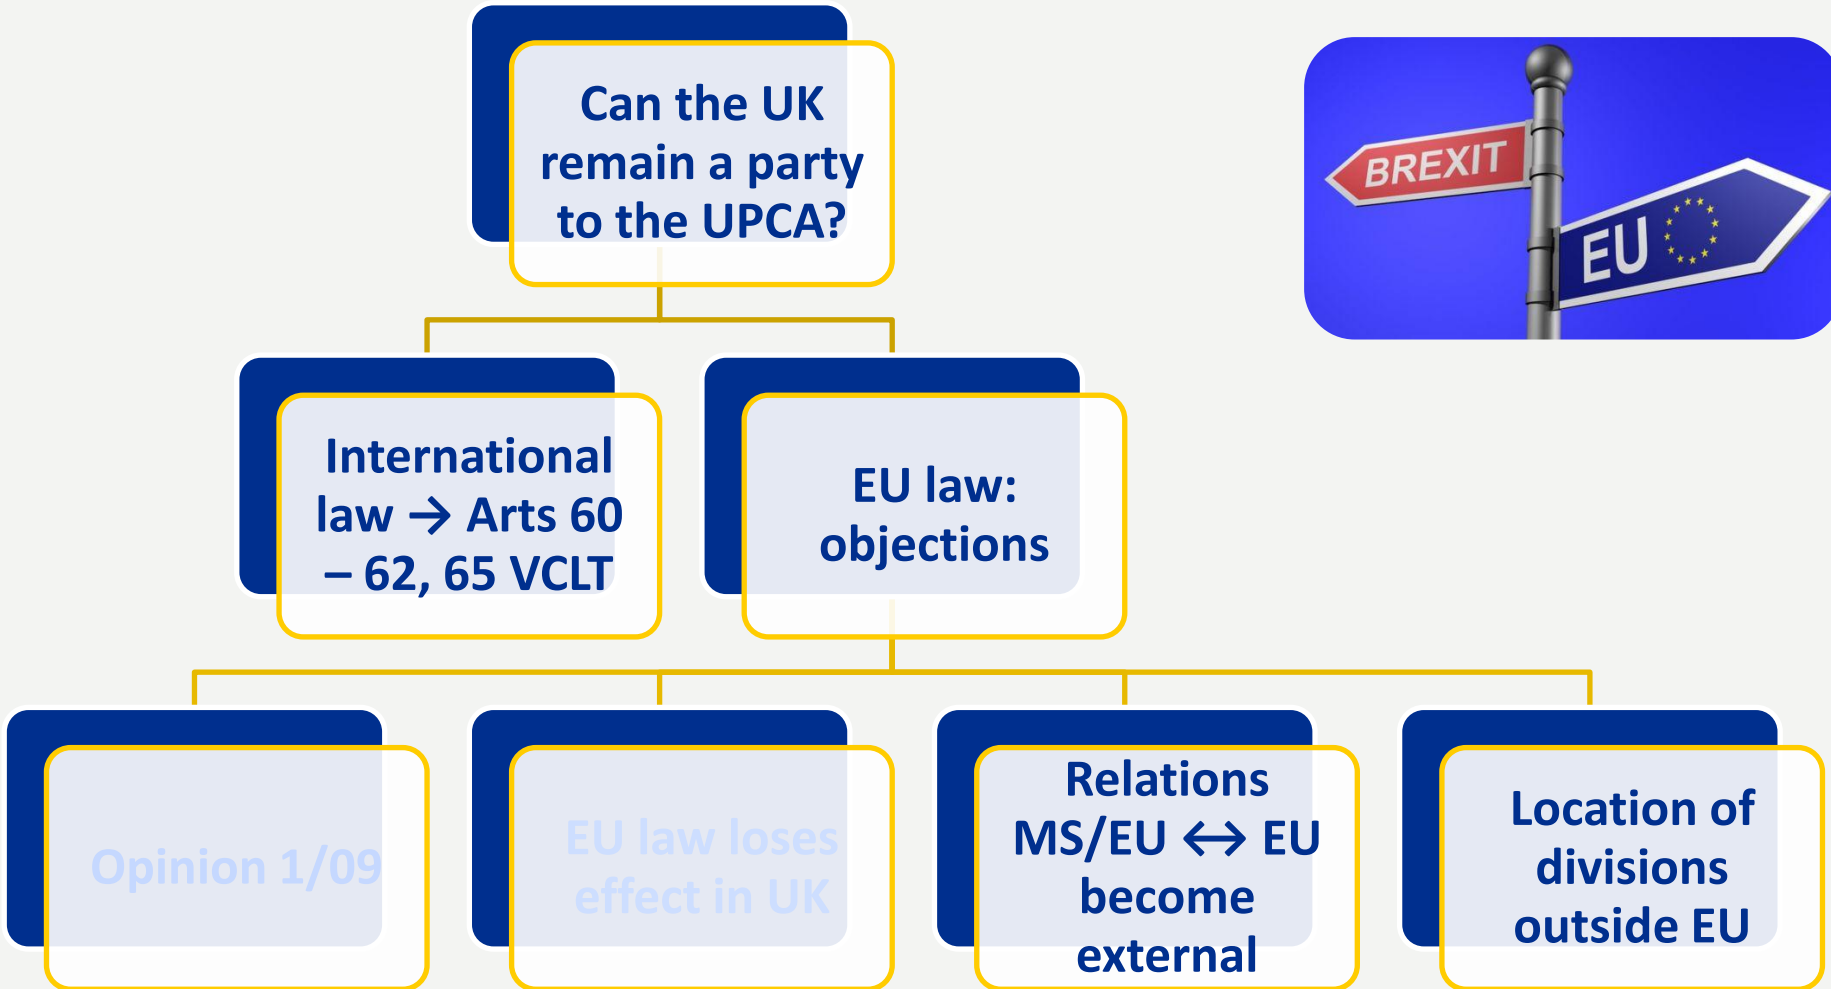 Can the UK
remain a party
to the UPCA?
BREXIT
EU
International
law → Arts 60
– 62, 65 VCLT
EU law:
objections
Opinion 1/09
EU law loses
effect in UK
Relations
MS/EU ↔ EU
become
external
Location of
divisions
outside EU